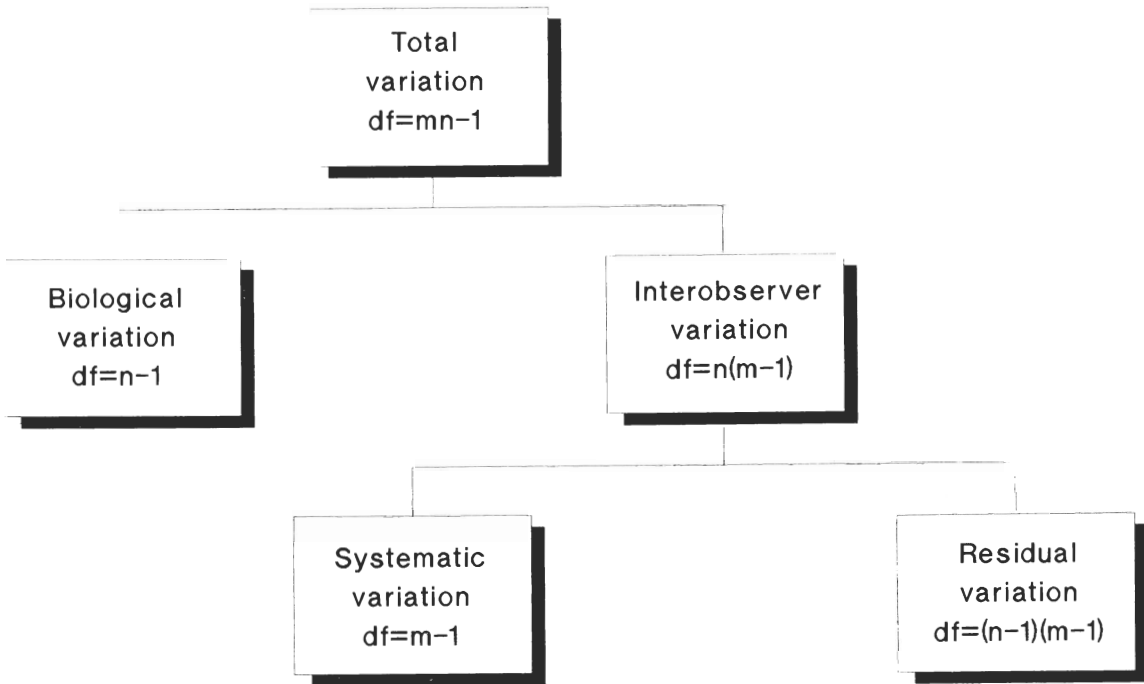 Total
variation
df=mn-1
Biological
variation
df=n-1
Interobserver
variation
df=n(m-1)
Systematic
variation
df=m-1
Residual
variation
df=(n-1)(m-1)